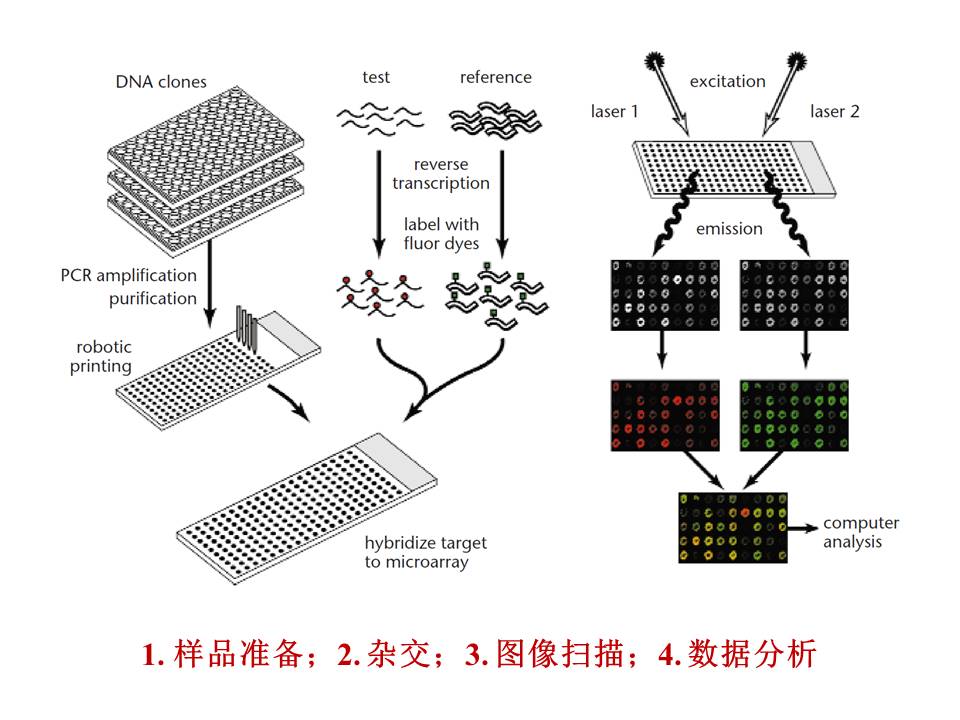 DNA clones
PCR amplification
purification
robotic
printing
test
reference
reverse
transcription
label with
fluor dyes
hybridize target
to microarray
excitation
laser 1
laser 2
emission
computer
analysis
1. 样品准备；2. 杂交；3. 图像扫描；4. 数据分析